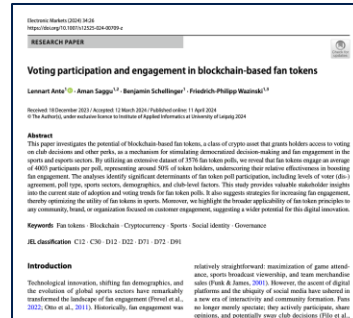 Electronic Markets (2024) 34:26
https://doi.org/10.1007/s12525-024-00709-z
RESEARCH PAPER
Voting participation and engagement in blockchain-based fan tokens
Lennart Ante¹ · Aman Saggu¹,² · Benjamin Schellinger¹ · Friedrich-Philipp Wazinski¹,³
Received: 18 December 2023 / Accepted: 12 March 2024 / Published online: 11 April 2024
© The Author(s), under exclusive licence to Institute of Applied Informatics at University of Leipzig 2024
Abstract
This paper investigates the potential of blockchain-based fan tokens, a class of crypto asset that grants holders access to voting
on club decisions and other perks, as a mechanism for stimulating democratized decision-making and fan engagement in the
sports and esports sectors. By utilizing an extensive dataset of 3576 fan token polls, we reveal that fan tokens engage an average
of 4003 participants per poll, representing around 50% of token holders, underscoring their relative effectiveness in boosting
fan engagement. The analyses identify significant determinants of fan token poll participation, including levels of voter (dis-)
agreement, poll type, sports sectors, demographics, and club-level factors. This study provides valuable stakeholder insights
into the current state of adoption and voting trends for fan token polls. It also suggests strategies for increasing fan engagement,
thereby optimizing the utility of fan tokens in sports. Moreover, we highlight the broader applicability of fan token principles to
any community, brand, or organization focused on customer engagement, suggesting a wider potential for this digital innovation.
Keywords Fan tokens · Blockchain · Cryptocurrency · Sports · Social identity · Governance
JEL classification C12 · C30 · D12 · D22 · D71 · D72 · D91
Introduction
Technological innovation, shifting fan demographics, and
the evolution of global sports sectors have remarkably
transformed the landscape of fan engagement (Pizzo et al.,
2022; Otto et al., 2011). Historically, fan engagement was
relatively straightforward: maximization of game attend-
ance, sports broadcast viewership, and team merchandise
sales (Funk & James, 2001). However, the ascent of digital
platforms and the ubiquity of social media have ushered in
a new era of interactivity and community formation. Fans
no longer merely spectate; they actively participate, share
opinions, and potentially sway club decisions (Filo et al.,